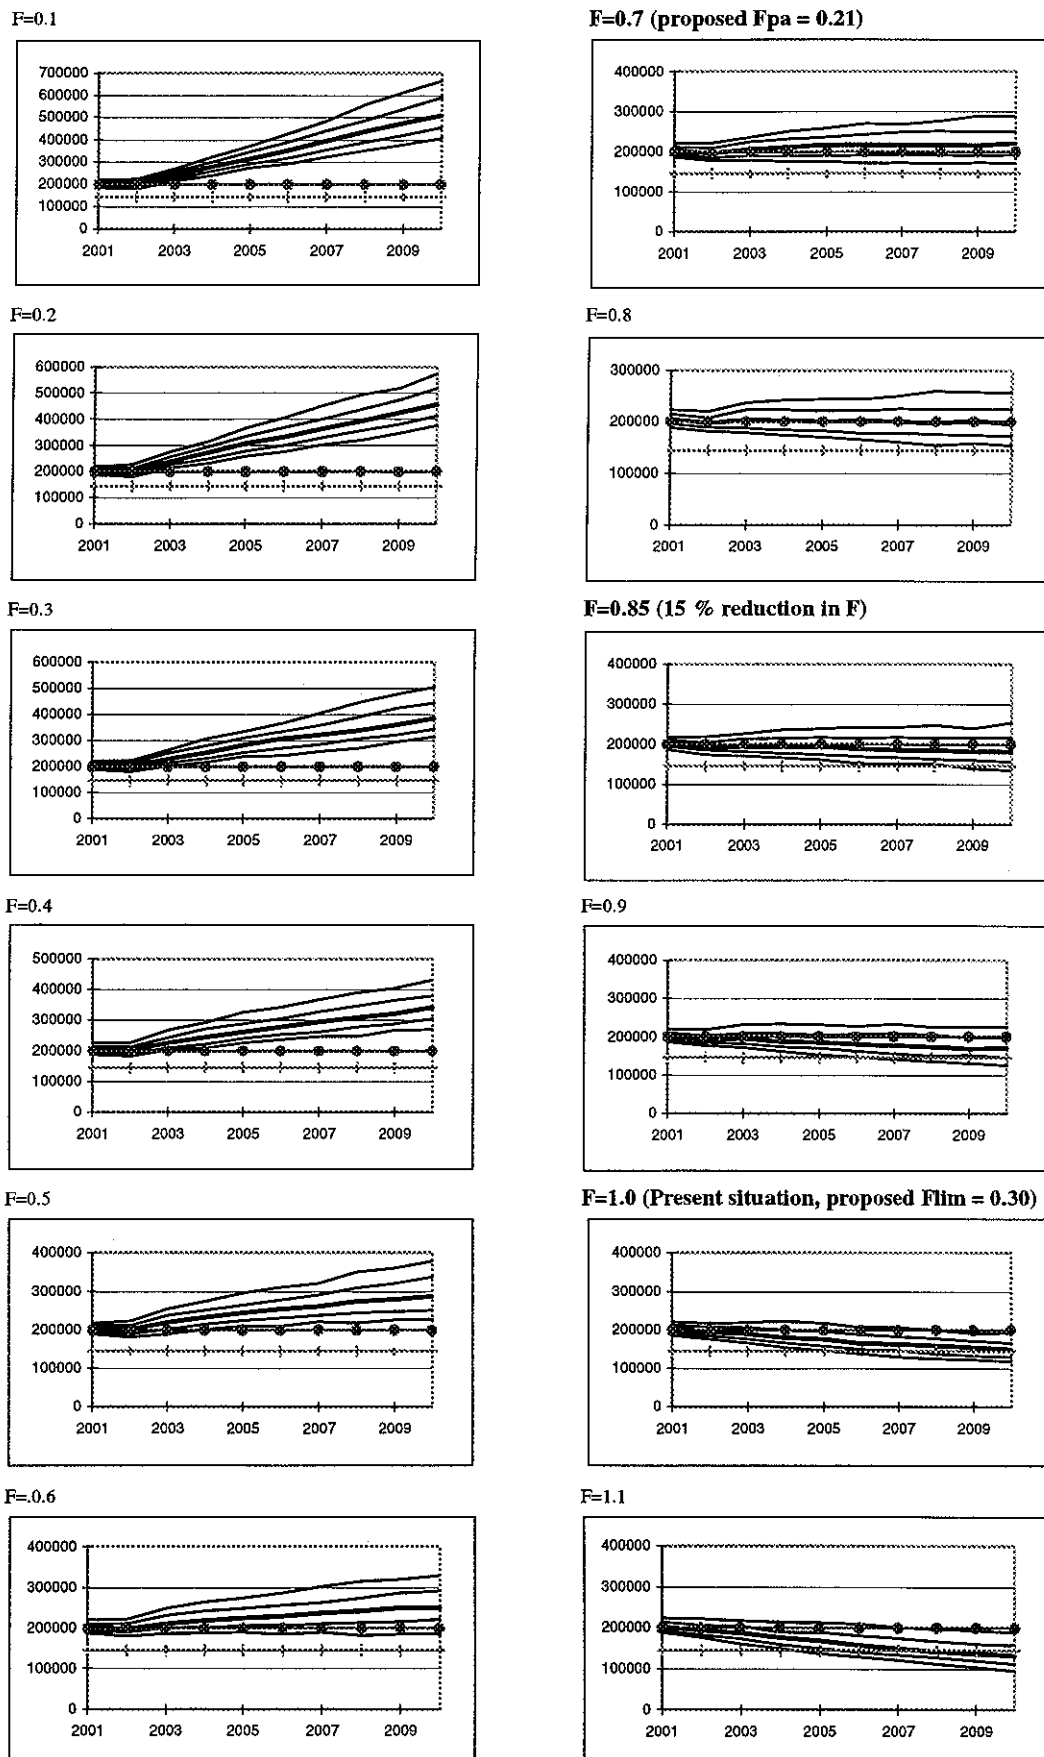 F=0.1
700000
600000
500000
400000
300000
200000
100000
0
2001 2003 2005 2007 2009
F=0.2
600000
500000
400000
300000
200000
100000
0
2001 2003 2005 2007 2009
F=0.3
600000
500000
400000
300000
200000
100000
0
2001 2003 2005 2007 2009
F=0.4
500000
400000
300000
200000
100000
0
2001 2003 2005 2007 2009
F=0.5
400000
300000
200000
100000
0
2001 2003 2005 2007 2009
F=.0.6
400000
300000
200000
100000
0
2001 2003 2005 2007 2009
F=0.7 (proposed Fpa = 0.21)
400000
300000
200000
100000
0
2001 2003 2005 2007 2009
F=0.8
300000
200000
100000
0
2001 2003 2005 2007 2009
F=0.85 (15 % reduction in F)
400000
300000
200000
100000
0
2001 2003 2005 2007 2009
F=0.9
400000
300000
200000
100000
0
2001 2003 2005 2007 2009
F=1.0 (Present situation, proposed Flim = 0.30)
400000
300000
200000
100000
0
2001 2003 2005 2007 2009
F=1.1
400000
300000
200000
100000
0
2001 2003 2005 2007 2009